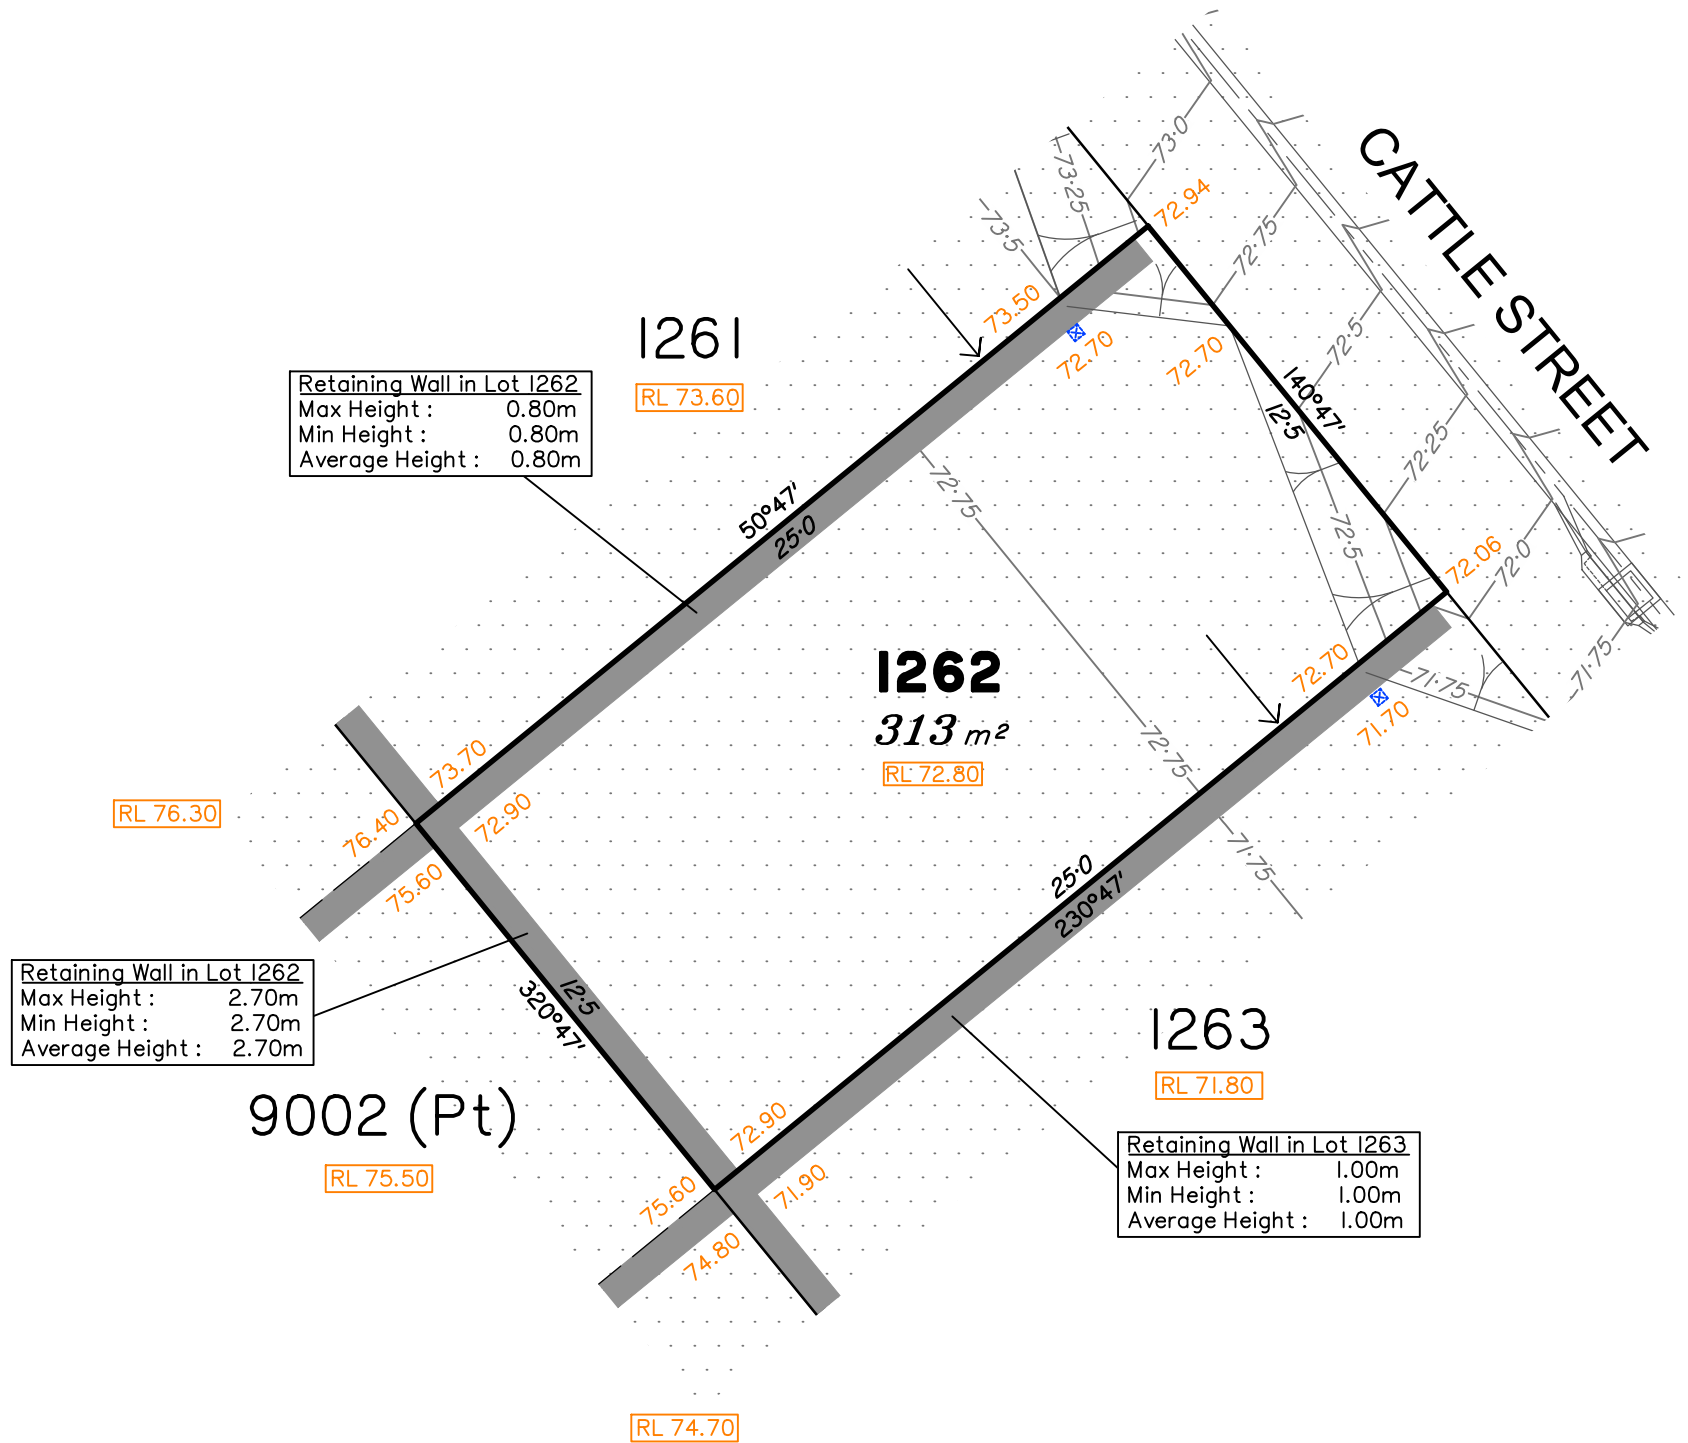 CATTLE STREET
73·0
73·25
73·5
72.94
72·75
73.50
72.70
72.70
72·5
140°47'
12·5
1261
RL 73.60
Retaining Wall in Lot 1262
Max Height : 0.80m
Min Height : 0.80m
Average Height : 0.80m
50°47'
25·0
72·75
72·25
72·5
72.06
72·0
71·75
72.70
71·75
71.70
1262
313 m²
RL 72.80
72·75
71·75
73.70
72.90
RL 76.30
76.40
75.60
25·0
230°47'
Retaining Wall in Lot 1262
Max Height : 2.70m
Min Height : 2.70m
Average Height : 2.70m
12·5
320°47'
1263
RL 71.80
9002 (Pt)
RL 75.50
72.90
75.60
71.90
74.80
Retaining Wall in Lot 1263
Max Height : 1.00m
Min Height : 1.00m
Average Height : 1.00m
RL 74.70